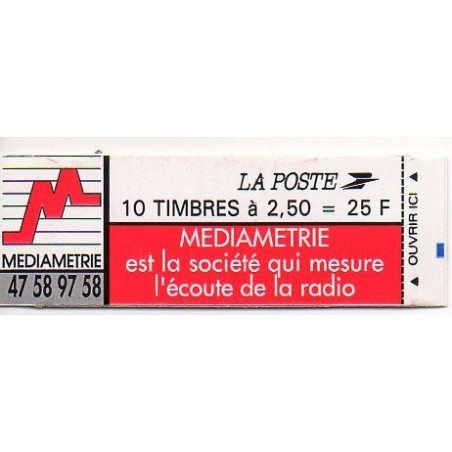 MEDIAMETRIE
47 58 97 58
LA POSTE
10 TIMBRES à 2,50 = 25 F
MEDIAMETRIE
est la société qui mesure
l'écoute de la radio
OUVRIR ICI